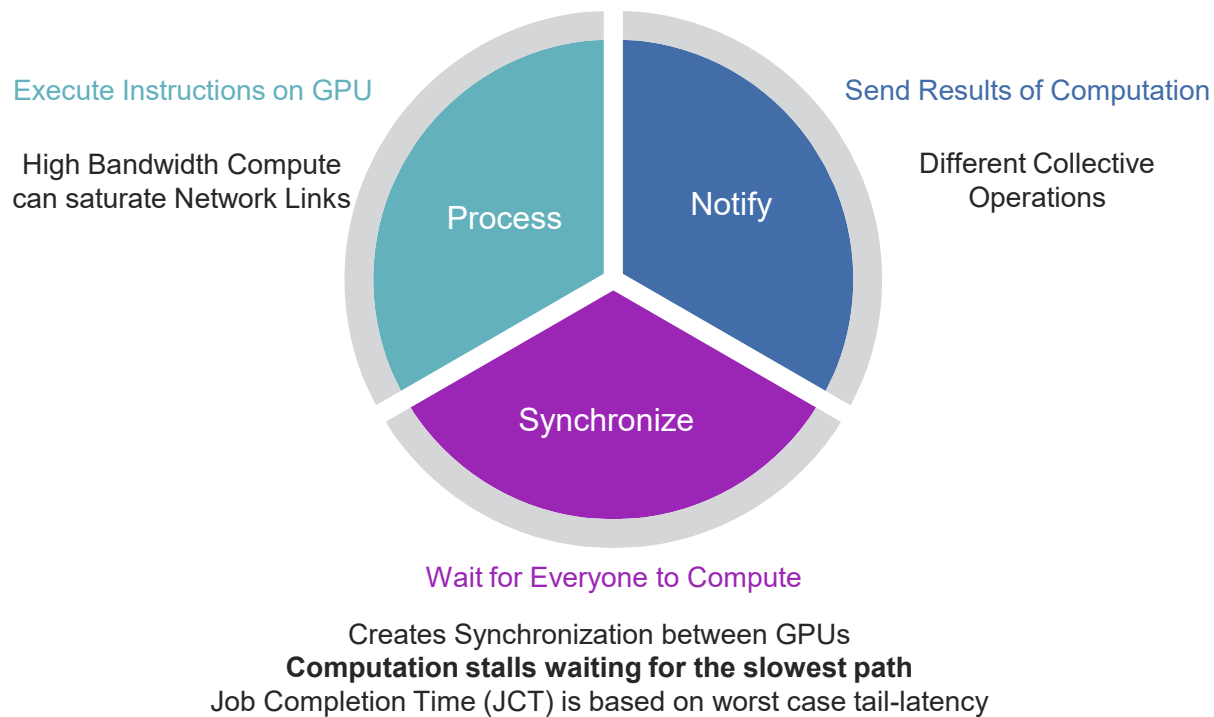 Execute Instructions on GPU
High Bandwidth Compute
can saturate Network Links
Process
Notify
Send Results of Computation
Different Collective
Operations
Synchronize
Wait for Everyone to Compute
Creates Synchronization between GPUs
Computation stalls waiting for the slowest path
Job Completion Time (JCT) is based on worst case tail-latency